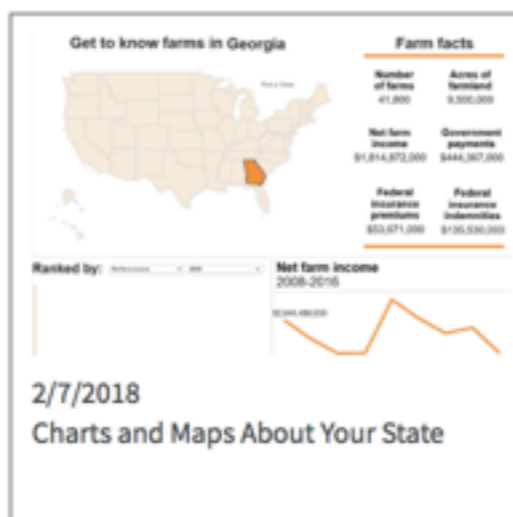 Get to know farms in Georgia
Farm facts
Number of farms
41,800
Acres of farmland
9,500,000
Net farm income
$1,814,872,000
Government payments
$444,367,000
Federal insurance premiums
$53,671,000
Federal insurance indemnities
$135,530,000
Ranked by:
Net farm income
2008-2016
2/7/2018
Charts and Maps About Your State